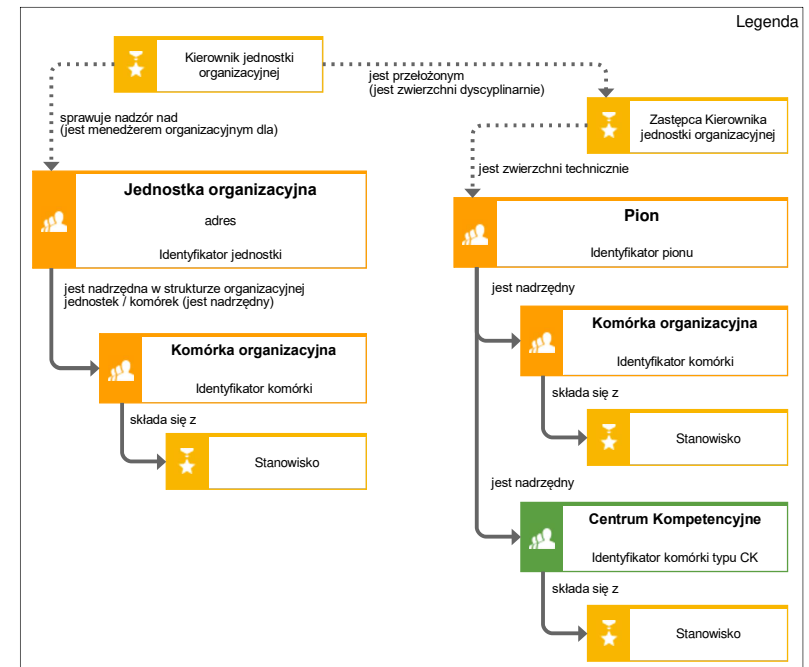 Legenda
Kierownik jednostki
organizacyjnej
jest przełożonym
(jest zwierzchni dyscyplinarnie)
sprawuje nadzór nad
(jest menedżerem organizacyjnym dla)
Zastępca Kierownika
jednostki organizacyjnej
jest zwierzchni technicznie
Jednostka organizacyjna
adres
Identyfikator jednostki
Pion
Identyfikator pionu
jest nadrzędna w strukturze organizacyjnej
jednostek / komórek (jest nadrzędny)
jest nadrzędny
Komórka organizacyjna
Identyfikator komórki
Komórka organizacyjna
Identyfikator komórki
składa się z
Stanowisko
składa się z
Stanowisko
jest nadrzędny
Centrum Kompetencyjne
Identyfikator komórki typu CK
składa się z
Stanowisko